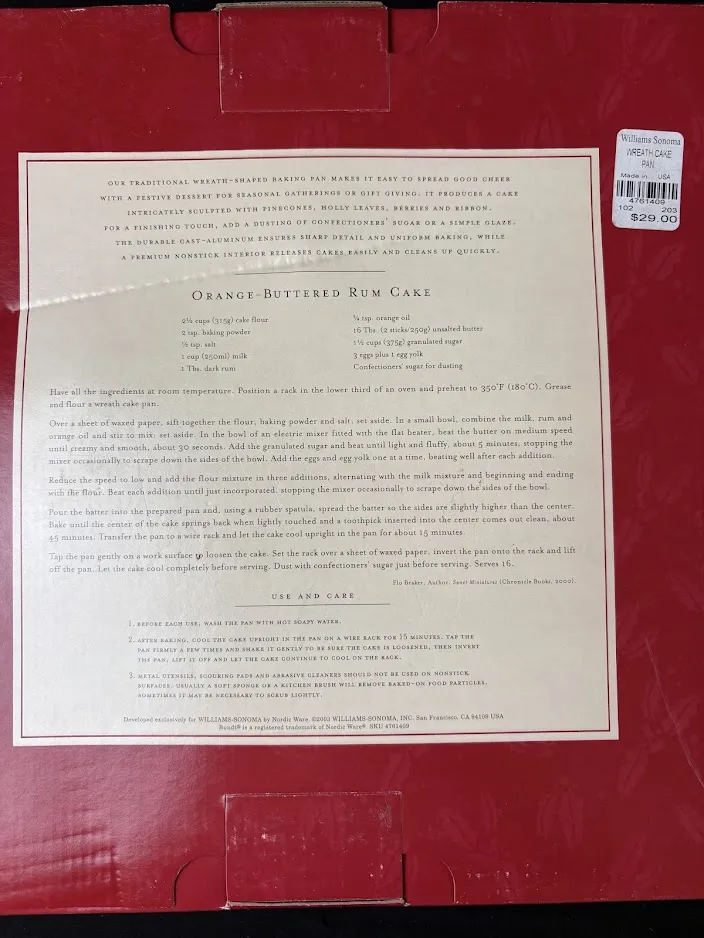 Williams Sonoma
WREATH CAKE
PAN
Made in USA
4761409
102 203
$29.00
OUR TRADITIONAL WREATH-SHAPED BAKING PAN MAKES IT EASY TO SPREAD GOOD CHEER
WITH A FESTIVE DESSERT FOR SEASONAL GATHERINGS OR GIFT GIVING. IT PRODUCES A CAKE
INTRICATELY SCULPTED WITH PINECONES, HOLLY LEAVES, BERRIES AND RIBBON.
FOR A FINISHING TOUCH, ADD A DUSTING OF CONFECTIONERS' SUGAR OR A SIMPLE GLAZE.
THE DURABLE CAST-ALUMINUM ENSURES SHARP DETAIL AND UNIFORM BAKING, WHILE
A PREMIUM NONSTICK INTERIOR RELEASES CAKES EASILY AND CLEANS UP QUICKLY.
ORANGE-BUTTERED RUM CAKE
2½ cups (315g) cake flour
2 tsp. baking powder
½ tsp. salt
1 cup (250ml) milk
1 Tbs. dark rum
¼ tsp. orange oil
16 Tbs. (2 sticks/250g) unsalted butter
1½ cups (375g) granulated sugar
3 eggs plus 1 egg yolk
Confectioners' sugar for dusting
Have all the ingredients at room temperature. Position a rack in the lower third of an oven and preheat to 350°F (180°C). Grease
and flour a wreath cake pan.
Over a sheet of waxed paper, sift together the flour, baking powder and salt; set aside. In a small bowl, combine the milk, rum and
orange oil and stir to mix; set aside. In the bowl of an electric mixer fitted with the flat beater, beat the butter on medium speed
until creamy and smooth, about 30 seconds. Add the granulated sugar and beat until light and fluffy, about 5 minutes, stopping the
mixer occasionally to scrape down the sides of the bowl. Add the eggs and egg yolk one at a time, beating well after each addition.
Reduce the speed to low and add the flour mixture in three additions, alternating with the milk mixture and beginning and ending
with the flour. Beat each addition until just incorporated, stopping the mixer occasionally to scrape down the sides of the bowl.
Pour the batter into the prepared pan and, using a rubber spatula, spread the batter so the sides are slightly higher than the center.
Bake until the center of the cake springs back when lightly touched and a toothpick inserted into the center comes out clean, about
45 minutes. Transfer the pan to a wire rack and let the cake cool upright in the pan for about 15 minutes.
Tap the pan gently on a work surface to loosen the cake. Set the rack over a sheet of waxed paper, invert the pan onto the rack and lift
off the pan. Let the cake cool completely before serving. Dust with confectioners' sugar just before serving. Serves 16.
Flo Braker, Author, Sweet Miniatures (Chronicle Books, 2000).
USE AND CARE
1. BEFORE EACH USE, WASH THE PAN WITH HOT SOAPY WATER.
2. AFTER BAKING, COOL THE CAKE UPRIGHT IN THE PAN ON A WIRE RACK FOR 15 MINUTES. TAP THE
PAN FIRMLY A FEW TIMES AND SHAKE IT GENTLY TO BE SURE THE CAKE IS LOOSENED, THEN INVERT
THE PAN, LIFT IT OFF AND LET THE CAKE CONTINUE TO COOL ON THE RACK.
3. METAL UTENSILS, SCOURING PADS AND ABRASIVE CLEANERS SHOULD NOT BE USED ON NONSTICK
SURFACES. USUALLY A SOFT SPONGE OR A KITCHEN BRUSH WILL REMOVE BAKED-ON FOOD PARTICLES.
SOMETIMES IT MAY BE NECESSARY TO SCRUB LIGHTLY.
Developed exclusively for WILLIAMS-SONOMA by Nordic Ware. ©2003 WILLIAMS-SONOMA, INC. San Francisco, CA 94109 USA
Bundt® is a registered trademark of Nordic Ware®. SKU 4761409